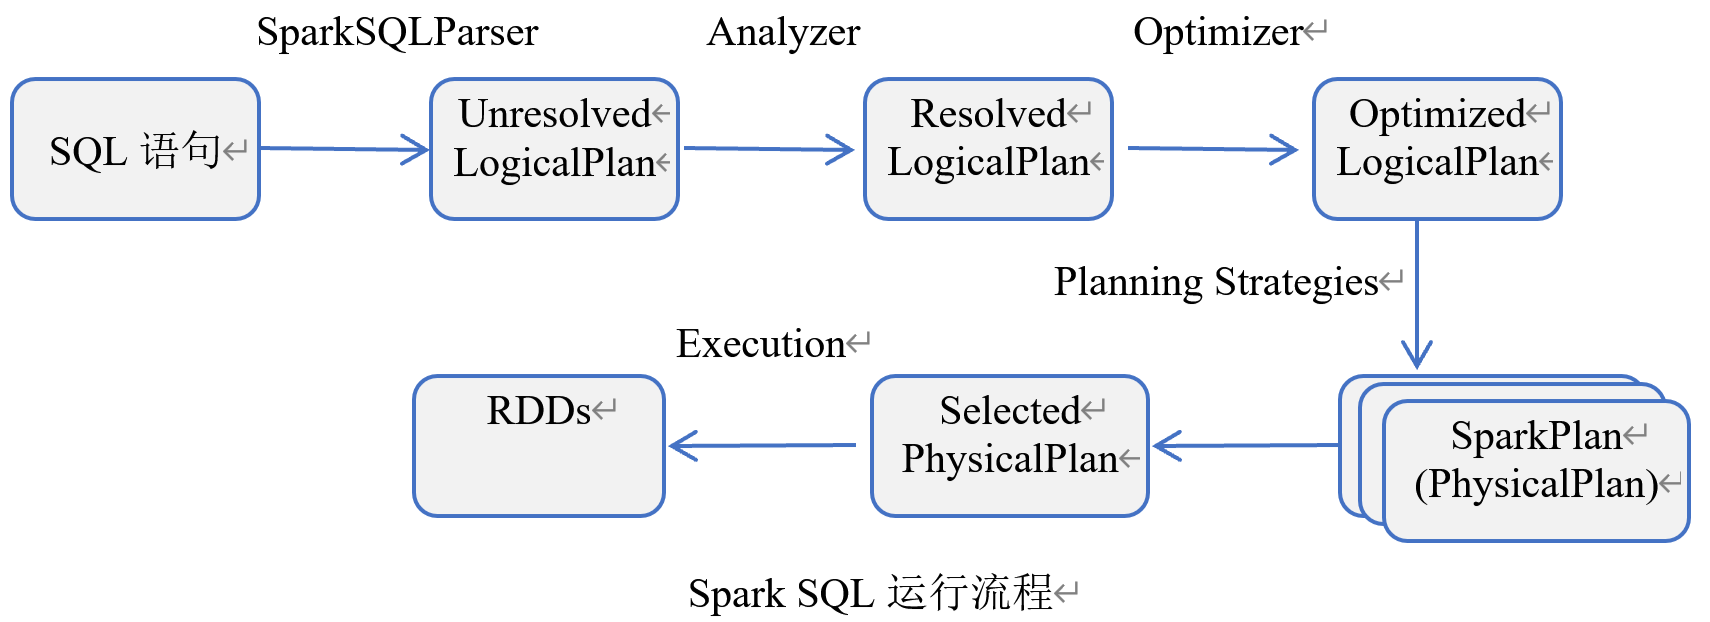 SparkSQLParser
Analyzer
Optimizer
SQL 语句
Unresolved
LogicalPlan
Resolved
LogicalPlan
Optimized
LogicalPlan
Planning Strategies
Execution
RDDs
Selected
PhysicalPlan
SparkPlan
(PhysicalPlan)
Spark SQL 运行流程